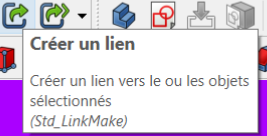 Créer un lien
Créer un lien vers le ou les objets
sélectionnés
(Std_LinkMake)